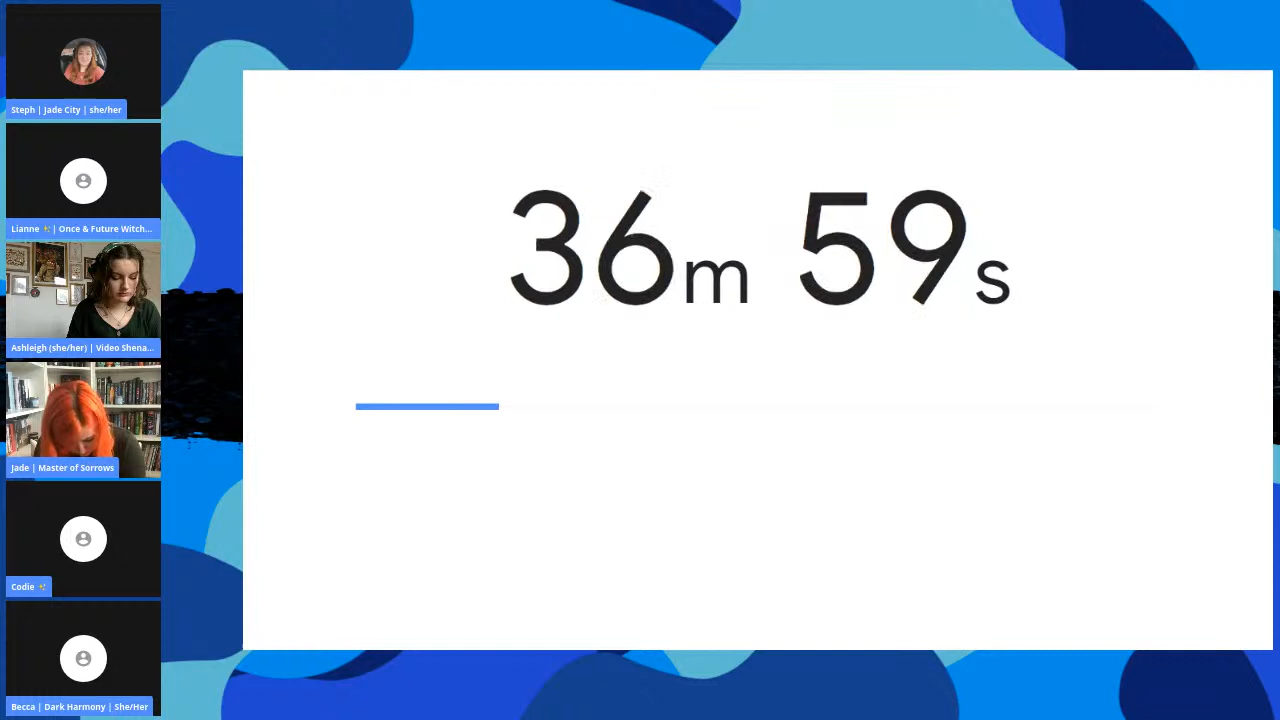 Steph | Jade City | she/her
Lianne ✨ | Once & Future Witch...
Ashleigh (she/her) | Video Shena...
Jade | Master of Sorrows
Codie ✨
Becca | Dark Harmony | She/Her
36m 59s